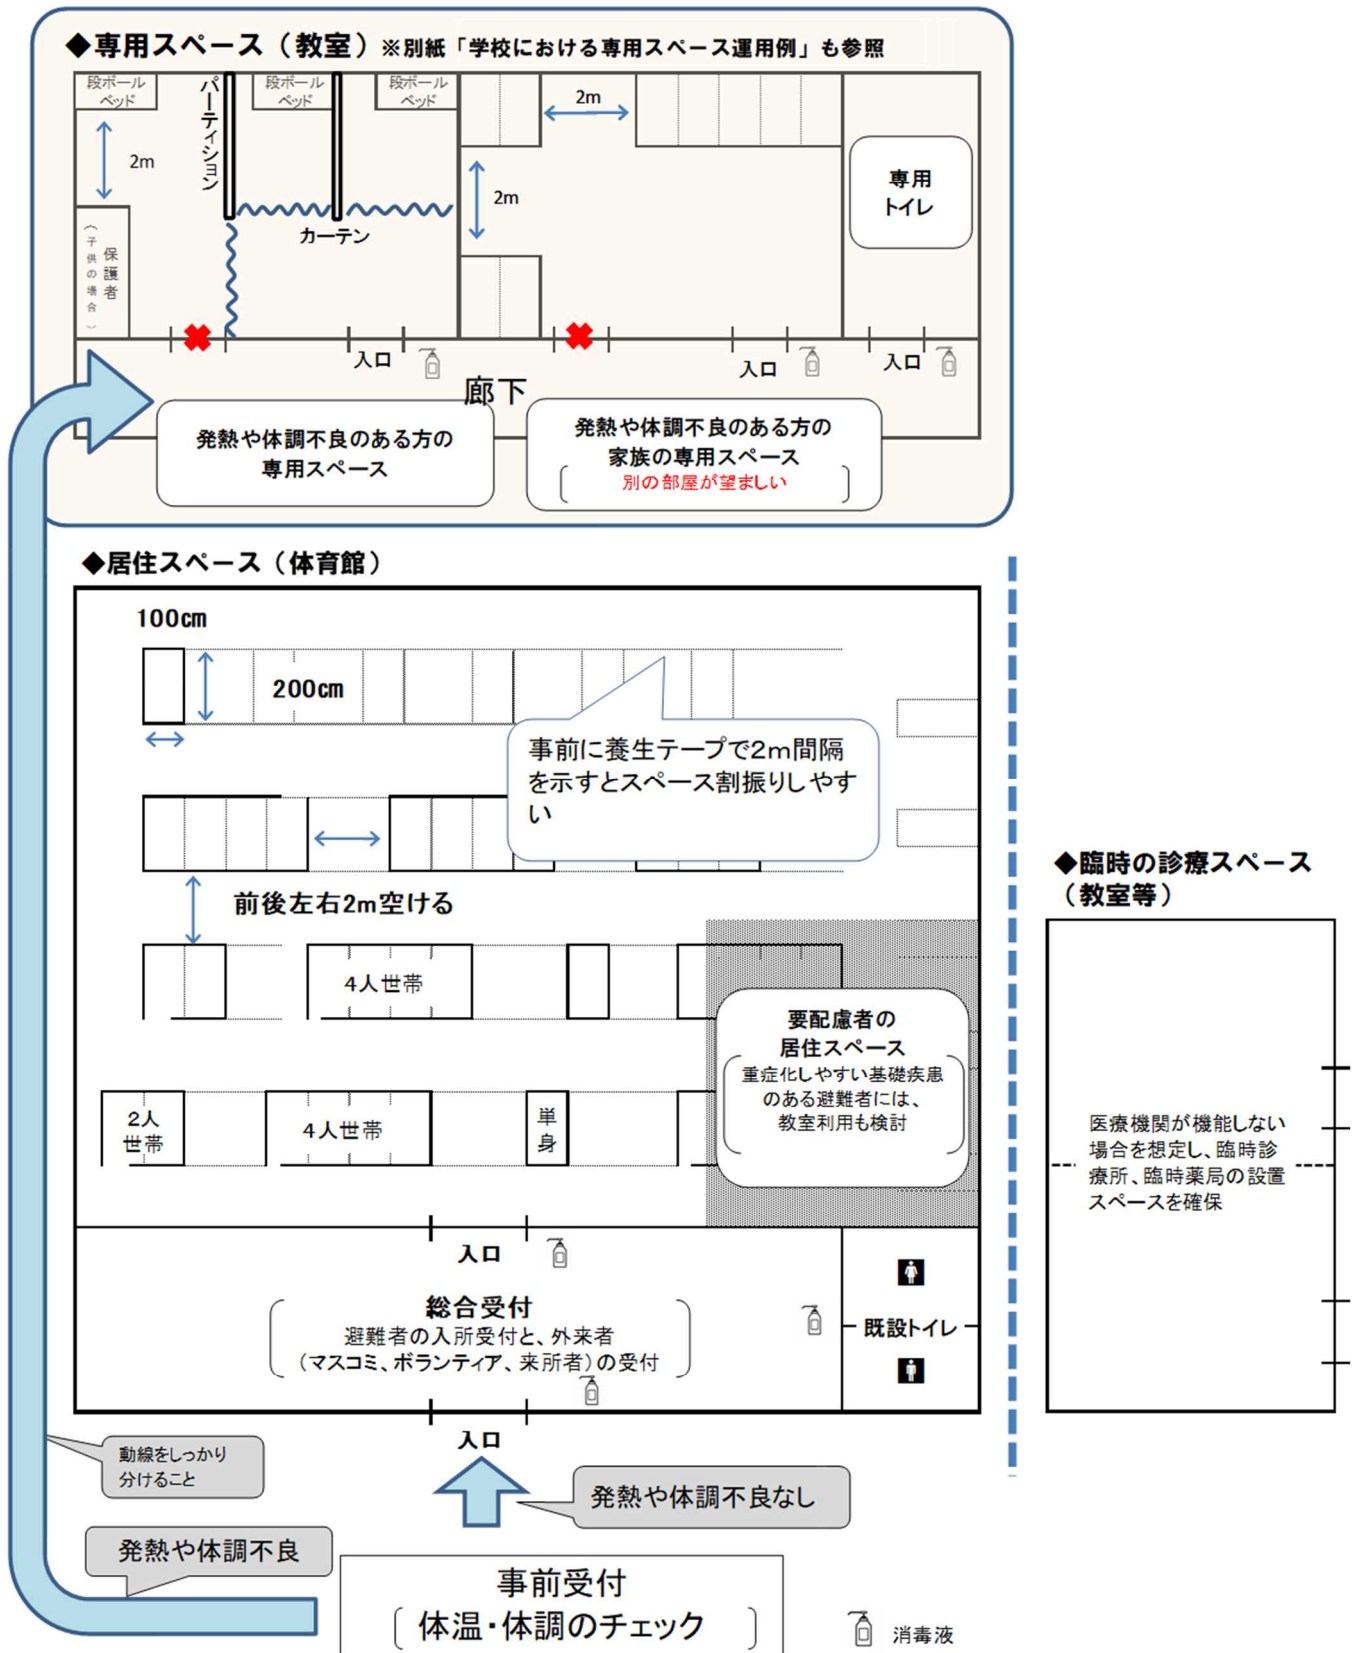 ◆専用スペース（教室）※別紙「学校における専用スペース運用例」も参照
段ボール
ベッド
パーティション
段ボール
ベッド
段ボール
ベッド
2m
2m
2m
カーテン
保護者
（子供の場合）
専用
トイレ
入口
入口
入口
廊下
発熱や体調不良のある方の
専用スペース
発熱や体調不良のある方の
家族の専用スペース
別の部屋が望ましい
◆居住スペース（体育館）
100cm
200cm
事前に養生テープで2m間隔
を示すとスペース割振りしやす
い
前後左右2m空ける
4人世帯
要配慮者の
居住スペース
重症化しやすい基礎疾患
のある避難者には、
教室利用も検討
2人
世帯
4人世帯
単身
入口
総合受付
避難者の入所受付と、外来者
(マスコミ、ボランティア、来所者)の受付
既設トイレ
入口
◆臨時の診療スペース
（教室等）
医療機関が機能しない
場合を想定し、臨時診
療所、臨時薬局の設置
スペースを確保
動線をしっかり
分けること
発熱や体調不良なし
発熱や体調不良
事前受付
体温・体調のチェック
消毒液